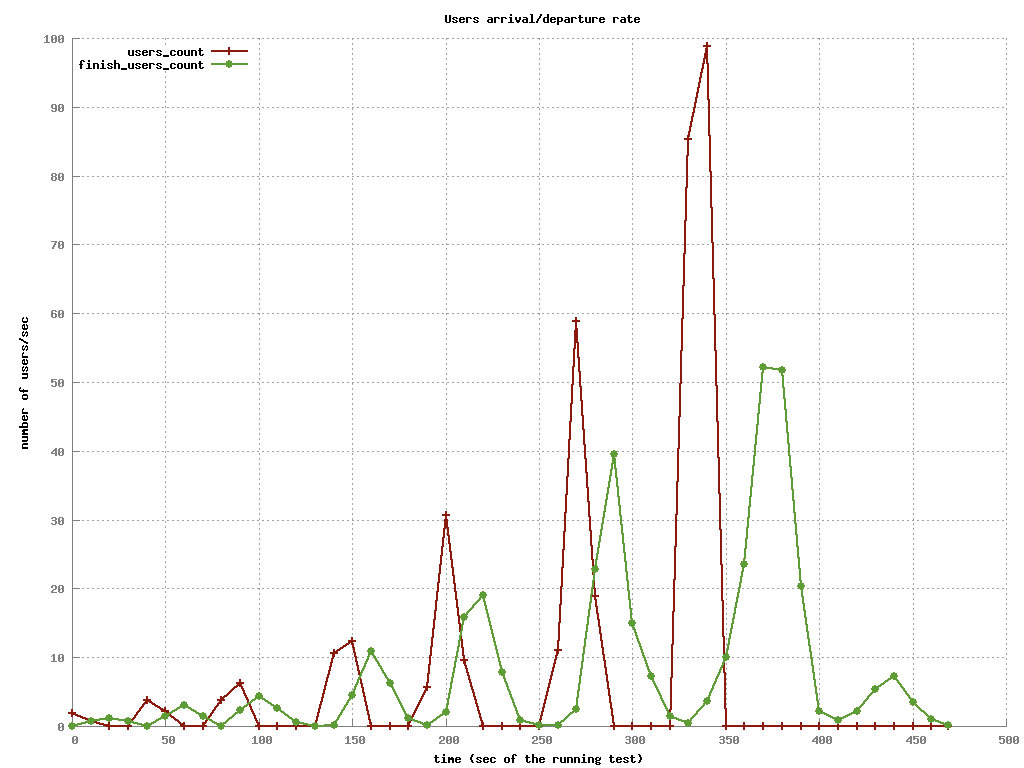 Users arrival/departure rate
users_count
finish_users_count
100
90
80
70
60
50
40
30
20
10
0
number of users/sec
0 50 100 150 200 250 300 350 400 450 500
time (sec of the running test)